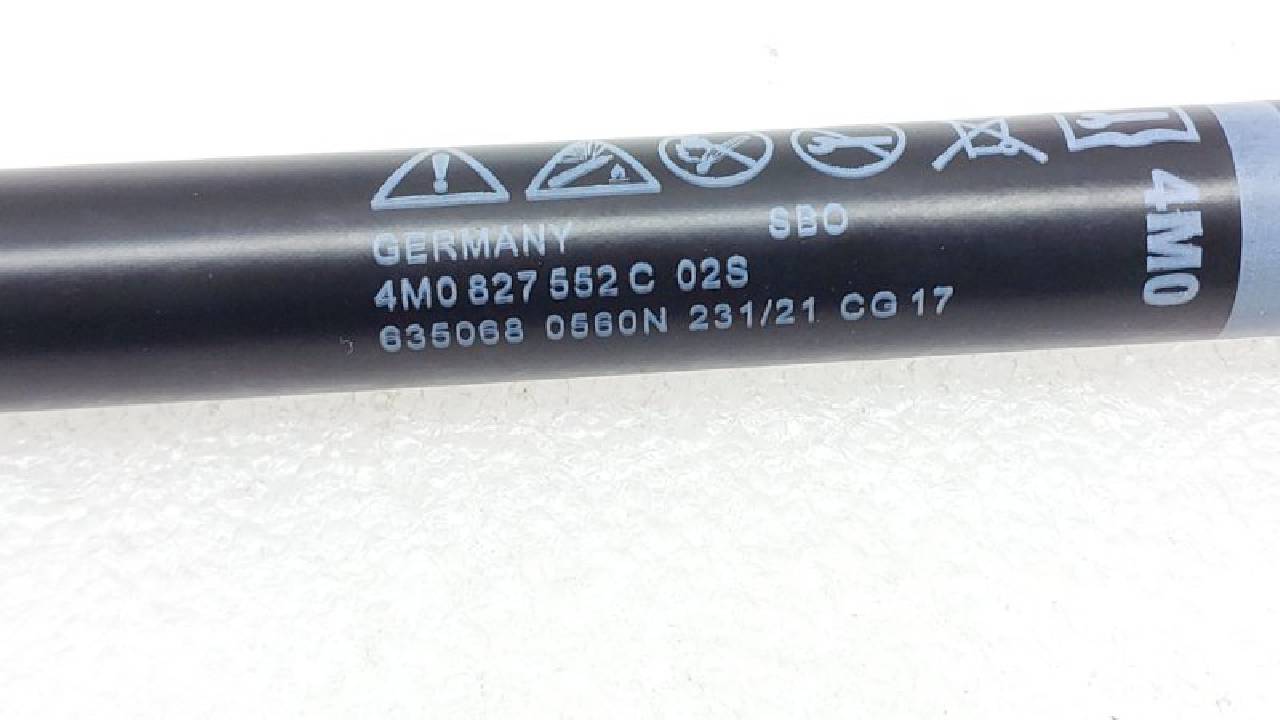 GERMANY SBO
4M0 827 552 C 02S
635068 0560N 231/21 CG 17
4M0